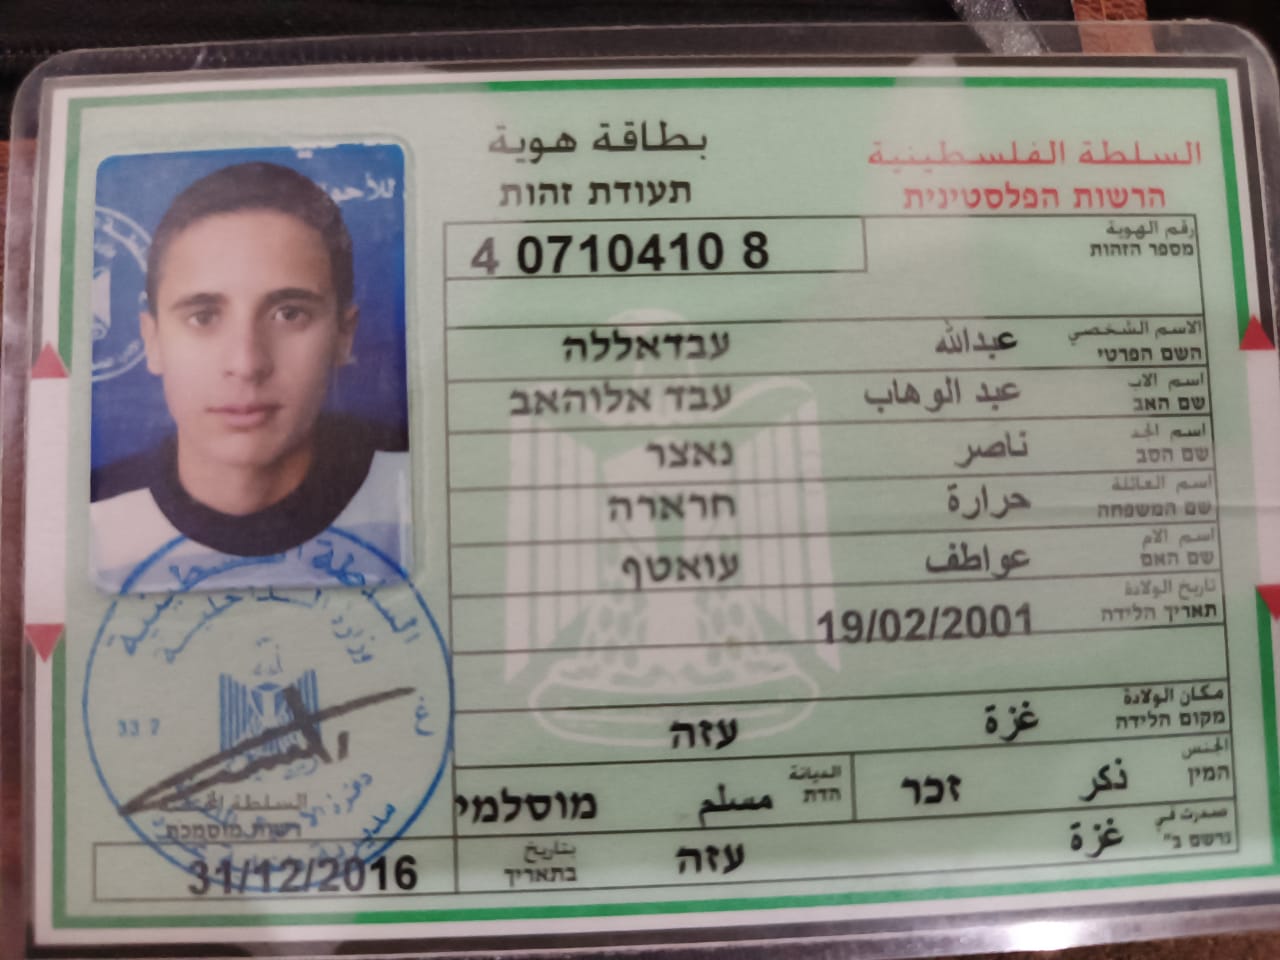 بطاقة هوية
תעודת זהות
السلطة الفلسطينية
הרשות הפלסטינית
رقم الهوية
מספר הזהות
4 0710410 8
الاسم الشخصي عبدالله עבדאללה
השם הפרטי
اسم الاب عبد الوهاب עבד אלוהאב
שם האב
اسم الجد ناصر נאצר
שם הסב
اسم العائلة حرارة חרארה
שם המשפחה
اسم الام عواطف עואטף
שם האם
تاريخ الولادة
תאריך הלידה 19/02/2001
مكان الولادة غزة עזה
מקום הלידה
الجنس ذكر זכר
המין
الديانة مسلم מוסלמי
הדת
صدرت في غزة עזה
נרשם ב"
بتاريخ
בתאריך
31/12/2016
السلطة الفلسطينية
وزارة الداخلية
غ
337
السلطة
רשות מוסמכת